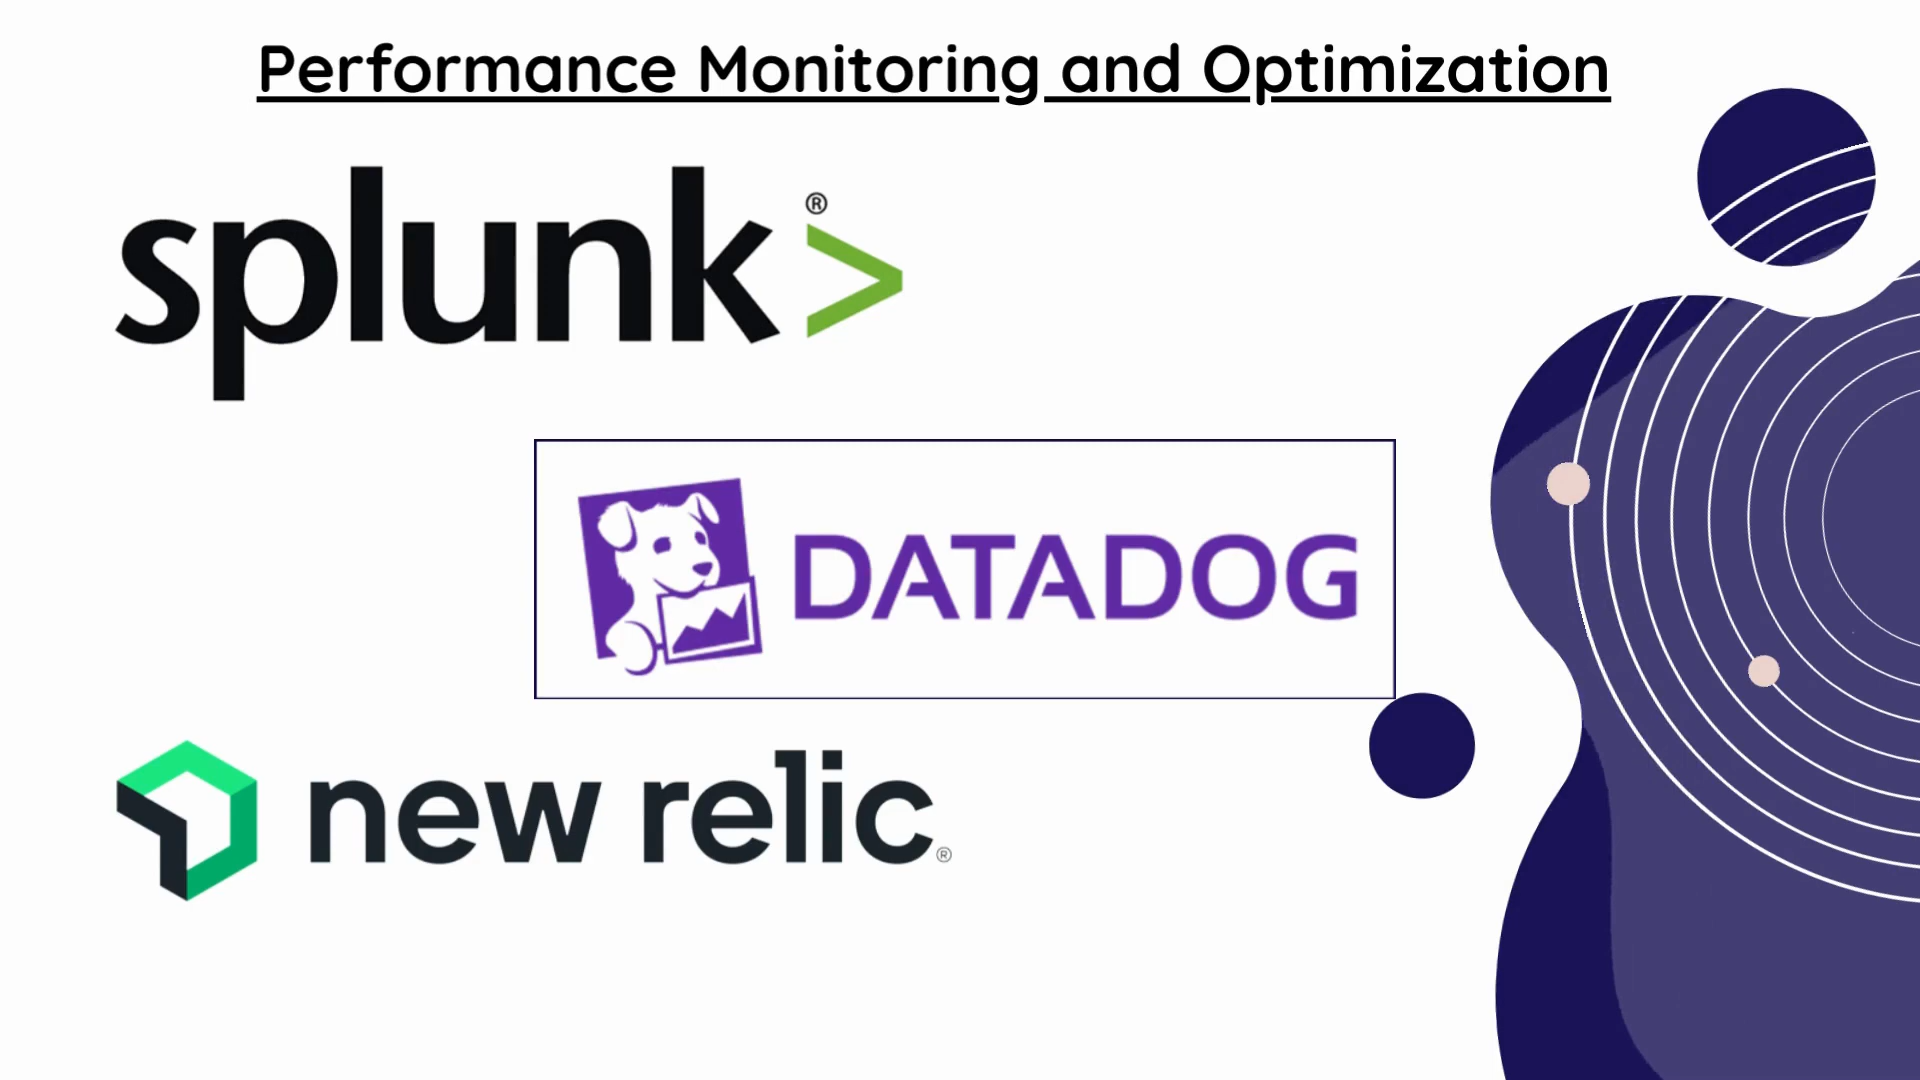 Performance Monitoring and Optimization
splunk>®
DATADOG
new relic®